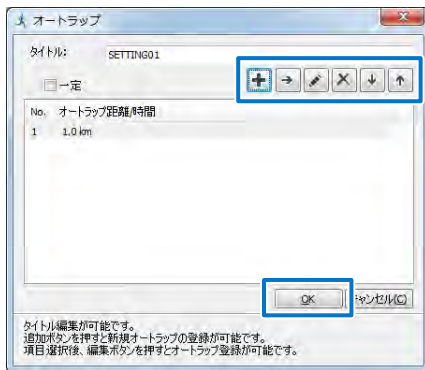 オートラップ
タイトル: SETTING01
一定
No. オートラップ距離/時間
1 1.0 km
OK キャンセル(C)
タイトル編集が可能です。
追加ボタンを押すと新規オートラップの登録が可能です。
項目選択後、編集ボタンを押すとオートラップ登録が可能です。